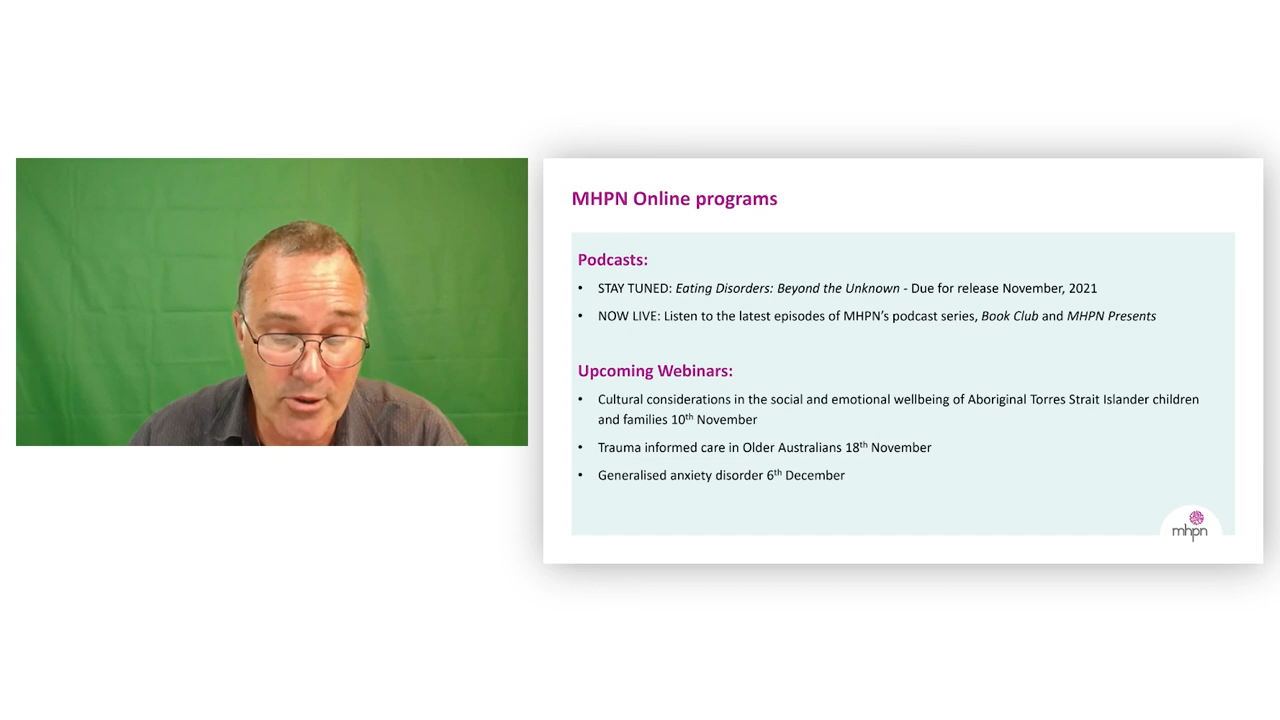 MHPN Online programs
Podcasts:
• STAY TUNED: Eating Disorders: Beyond the Unknown - Due for release November, 2021
• NOW LIVE: Listen to the latest episodes of MHPN's podcast series, Book Club and MHPN Presents
Upcoming Webinars:
• Cultural considerations in the social and emotional wellbeing of Aboriginal Torres Strait Islander children
and families 10th November
• Trauma informed care in Older Australians 18th November
• Generalised anxiety disorder 6th December
mhpn